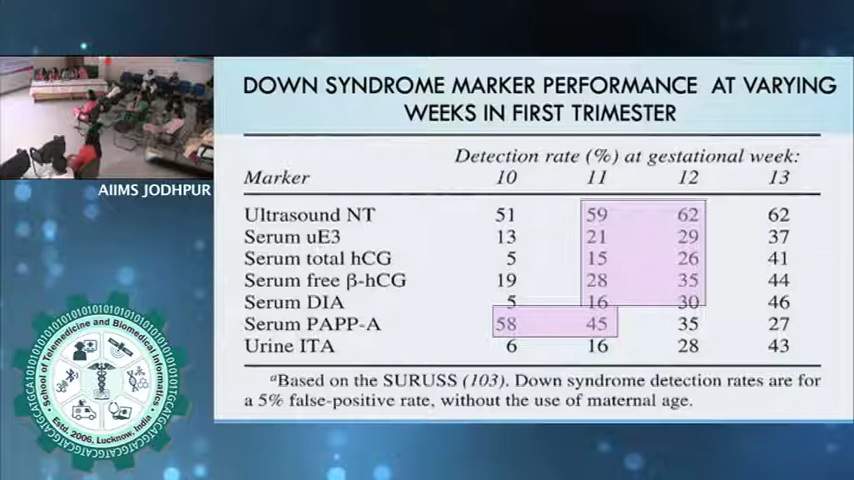 DOWN SYNDROME MARKER PERFORMANCE AT VARYING
WEEKS IN FIRST TRIMESTER
Detection rate (%) at gestational week:
Marker 10 11 12 13
Ultrasound NT 51 59 62 62
Serum uE3 13 21 29 37
Serum total hCG 5 15 26 41
Serum free β-hCG 19 28 35 44
Serum DIA 5 16 30 46
Serum PAPP-A 58 45 35 27
Urine ITA 6 16 28 43
aBased on the SURUSS (103). Down syndrome detection rates are for
a 5% false-positive rate, without the use of maternal age.
AIIMS JODHPUR
School of Telemedicine and Biomedical Informatics
Estd. 2006, Lucknow, India